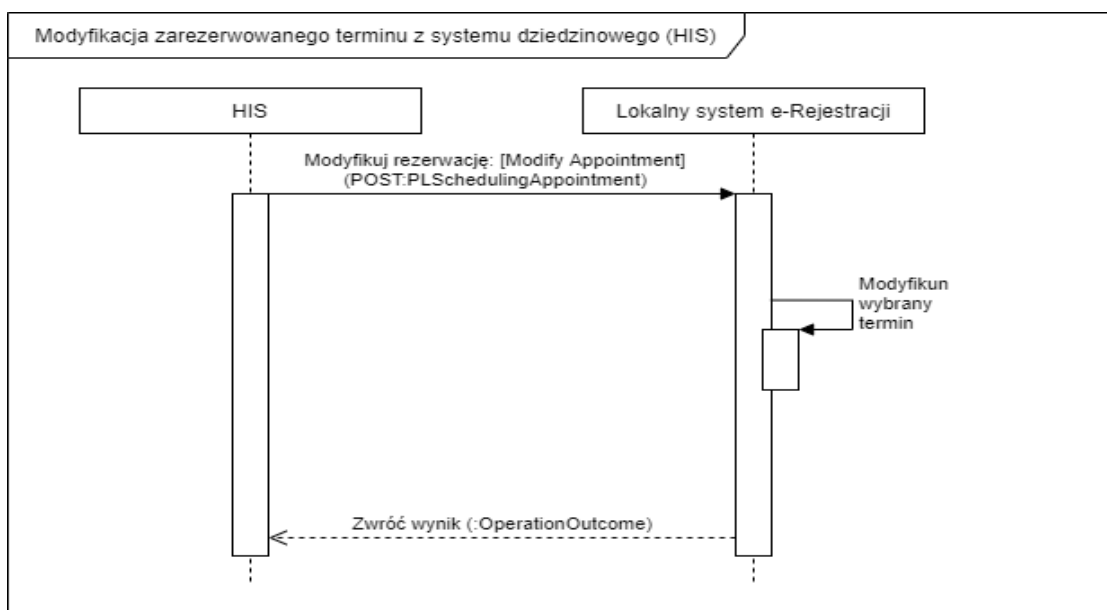 Modyfikacja zarezerwowanego terminu z systemu dziedzinowego (HIS)
HIS
Lokalny system e-Rejestracji
Modyfikuj rezerwację: [Modify Appointment]
(POST:PLSchedulingAppointment)
Modyfikun
wybrany
termin
Zwróć wynik (:OperationOutcome)